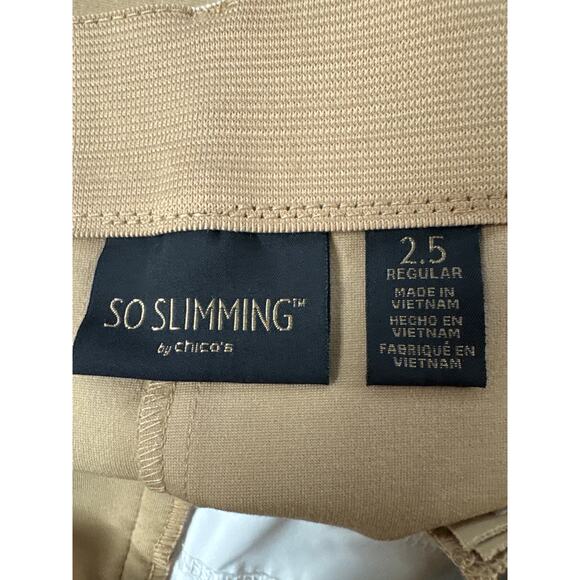 SO SLIMMING™
by chico's
2.5
REGULAR
MADE IN
VIETNAM
HECHO EN
VIETNAM
FABRIQUÉ EN
VIETNAM